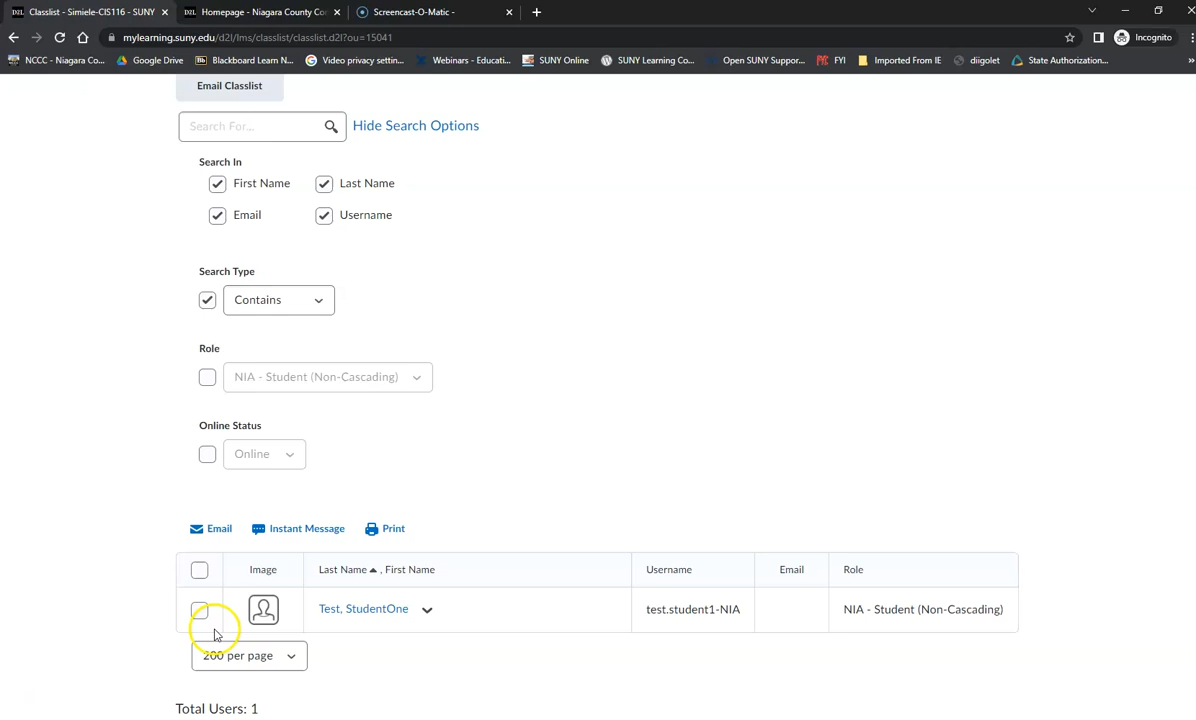 D2L Classlist - Simiele-CIS116 - SUNY
D2L Homepage - Niagara County Co
Screencast-O-Matic -
mylearning.suny.edu/d2l/lms/classlist/classlist.d2l?ou=15041
Incognito
NCCC - Niagara Co...
Google Drive
Bb Blackboard Learn N...
Video privacy settin...
Webinars - Educati...
SUNY Online
SUNY Learning Co...
Open SUNY Suppor...
FYI
Imported From IE
diigolet
State Authorization...
Email Classlist
Search For...
Hide Search Options
Search In
First Name
Last Name
Email
Username
Search Type
Contains
Role
NIA - Student (Non-Cascading)
Online Status
Online
Email
Instant Message
Print
Image
Last Name , First Name
Username
Email
Role
Test, StudentOne
test.student1-NIA
NIA - Student (Non-Cascading)
200 per page
Total Users: 1